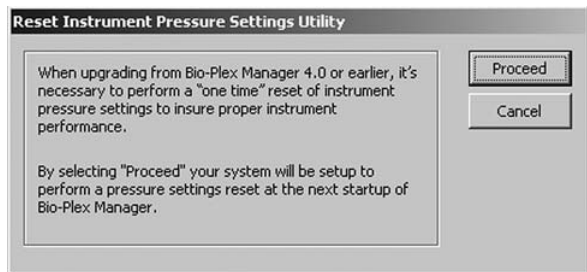 Reset Instrument Pressure Settings Utility
When upgrading from Bio-Plex Manager 4.0 or earlier, it's
necessary to perform a "one time" reset of instrument
pressure settings to insure proper instrument
performance.
By selecting "Proceed" your system will be setup to
perform a pressure settings reset at the next startup of
Bio-Plex Manager.
Proceed
Cancel